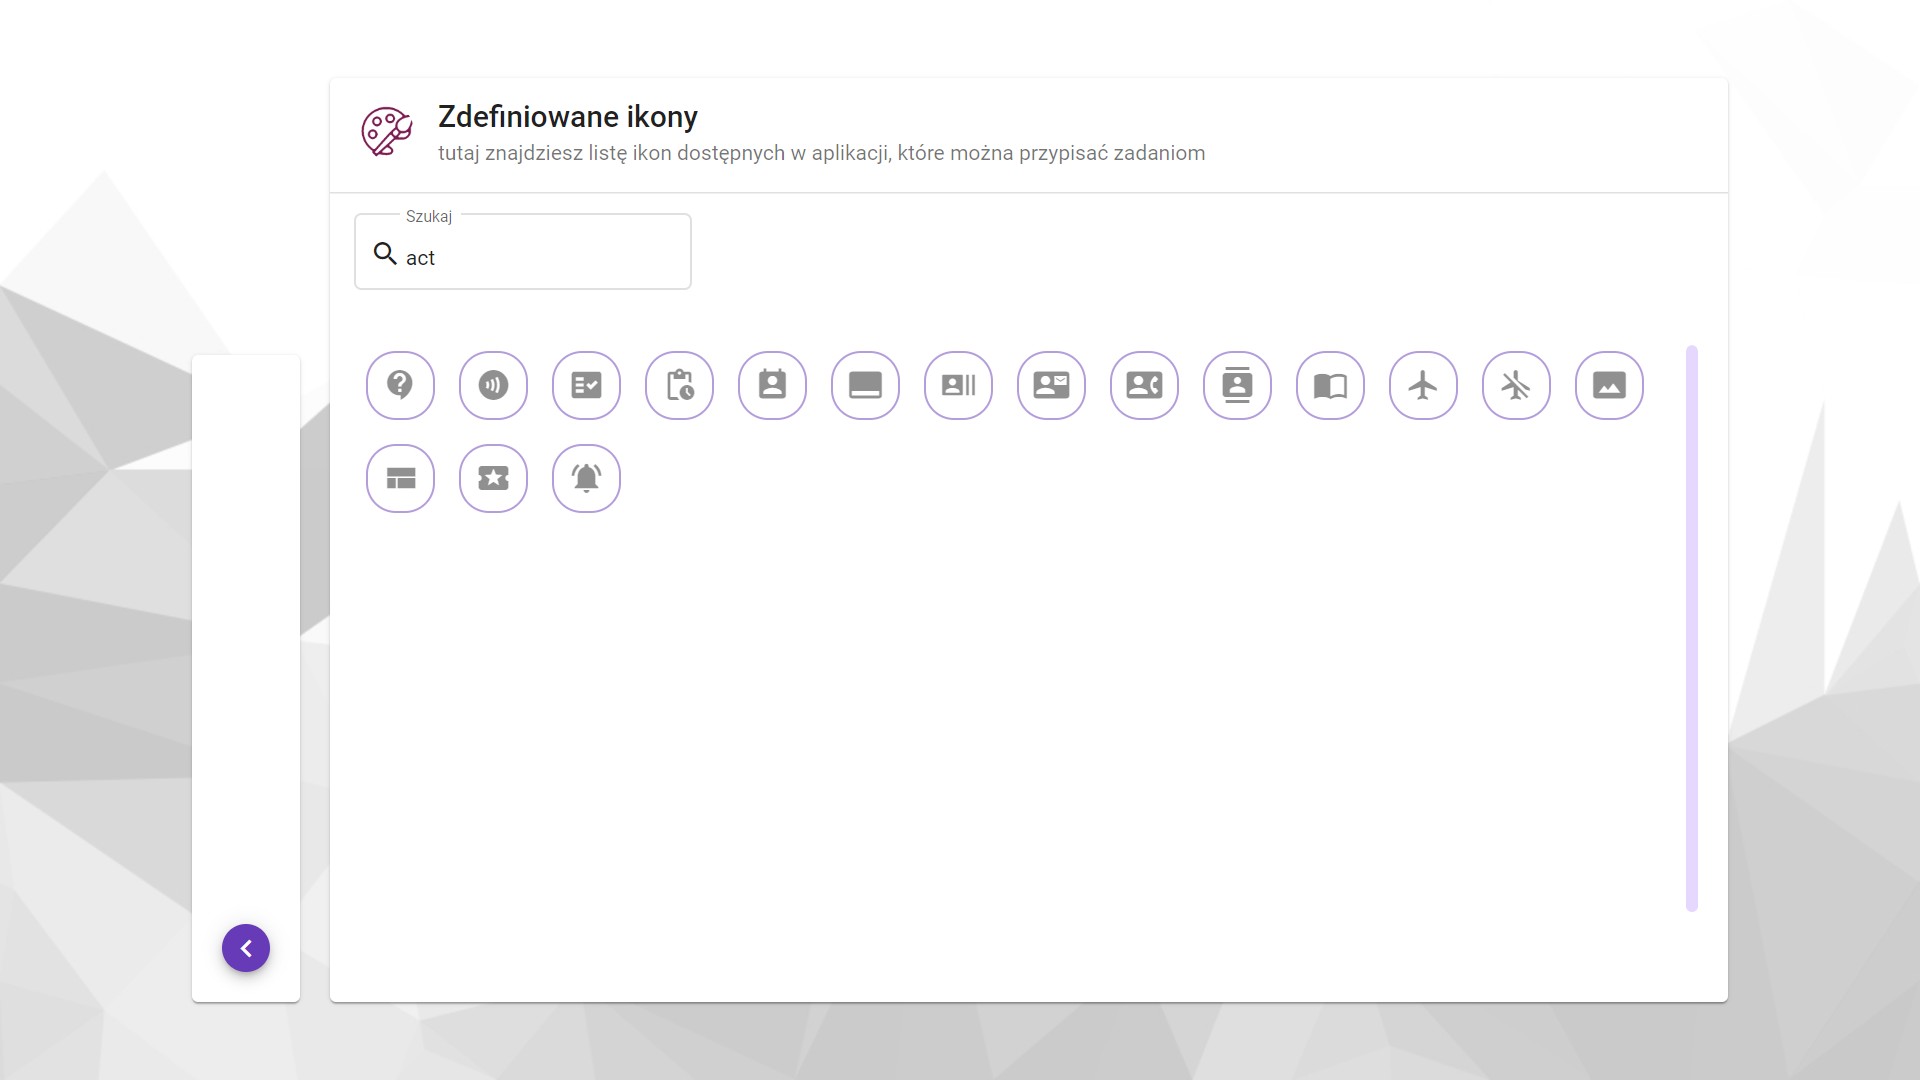 Zdefiniowane ikony
tutaj znajdziesz listę ikon dostępnych w aplikacji, które można przypisać zadaniom
Szukaj
act